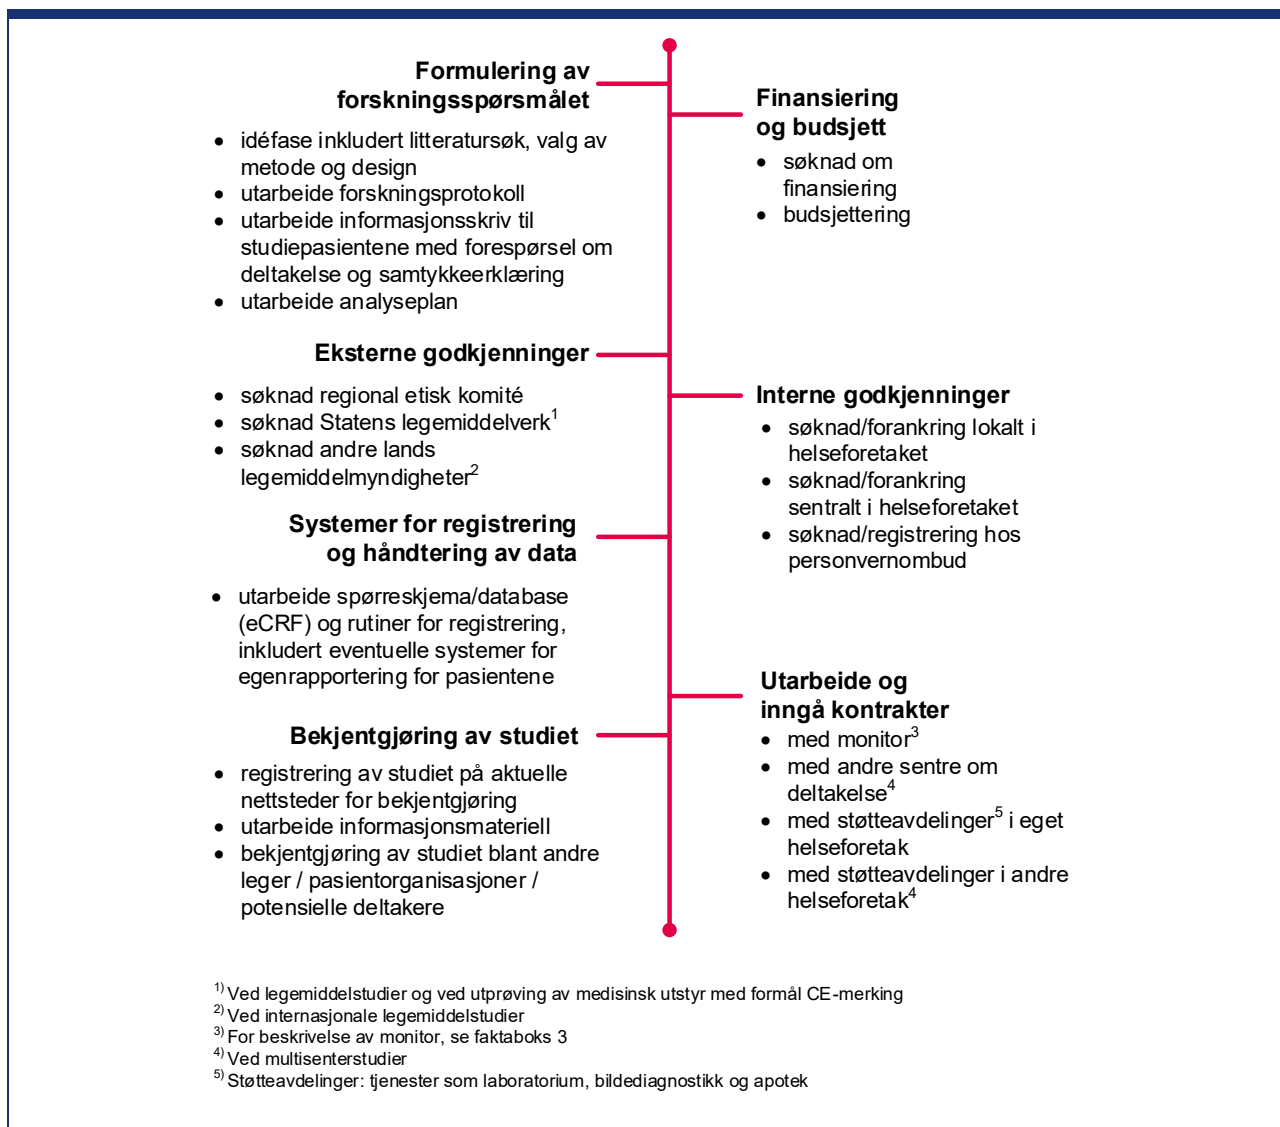 Formulering av
forskningsspørsmålet
• idéfase inkludert litteratursøk, valg av
metode og design
• utarbeide forskningsprotokoll
• utarbeide informasjonsskriv til
studiepasientene med forespørsel om
deltakelse og samtykkeerklæring
• utarbeide analyseplan
Finansiering
og budsjett
• søknad om
finansiering
• budsjettering
Eksterne godkjenninger
• søknad regional etisk komité
• søknad Statens legemiddelverk¹
• søknad andre lands
legemiddelmyndigheter²
Interne godkjenninger
• søknad/forankring lokalt i
helseforetaket
• søknad/forankring
sentralt i helseforetaket
• søknad/registrering hos
personvernombud
Systemer for registrering
og håndtering av data
• utarbeide spørreskjema/database
(eCRF) og rutiner for registrering,
inkludert eventuelle systemer for
egenrapportering for pasientene
Utarbeide og
inngå kontrakter
• med monitor³
• med andre sentre om
deltakelse⁴
• med støtteavdelinger⁵ i eget
helseforetak
• med støtteavdelinger i andre
helseforetak⁴
Bekjentgjøring av studiet
• registrering av studiet på aktuelle
nettsteder for bekjentgjøring
• utarbeide informasjonsmateriell
• bekjentgjøring av studiet blant andre
leger / pasientorganisasjoner /
potensielle deltakere
¹⁾ Ved legemiddelstudier og ved utprøving av medisinsk utstyr med formål CE-merking
²⁾ Ved internasjonale legemiddelstudier
³⁾ For beskrivelse av monitor, se faktaboks 3
⁴⁾ Ved multisenterstudier
⁵⁾ Støtteavdelinger: tjenester som laboratorium, bildediagnostikk og apotek